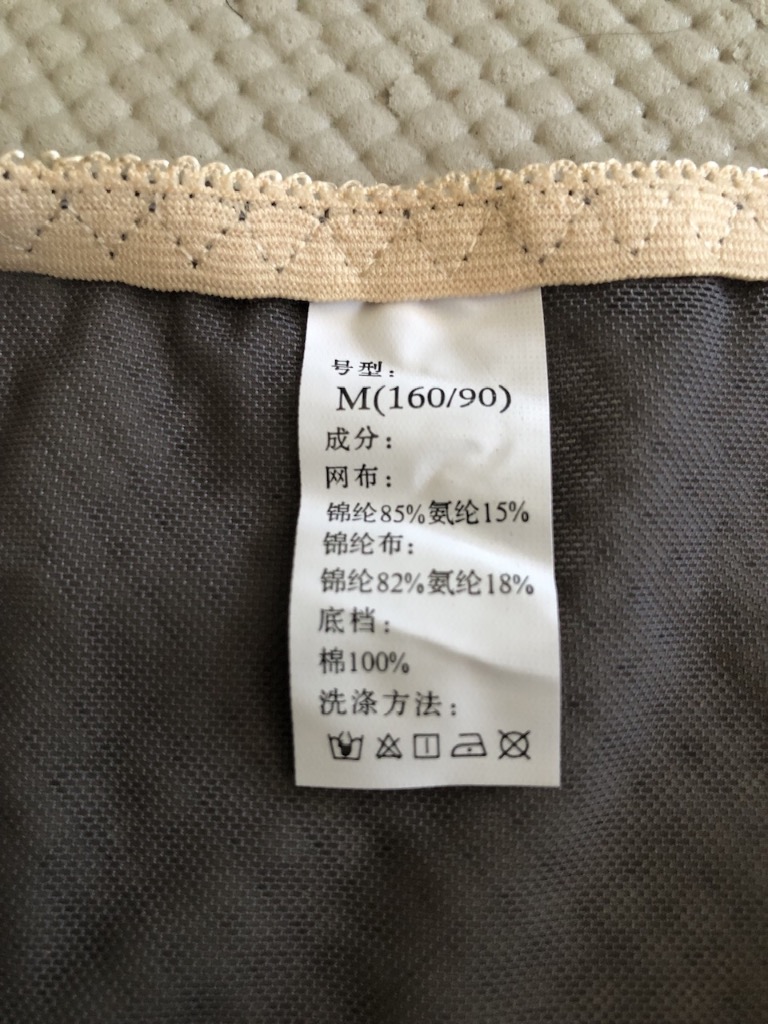 号型：
M(160/90)
成分：
网布：
锦纶85%氨纶15%
锦纶布：
锦纶82%氨纶18%
底档：
棉100%
洗涤方法：